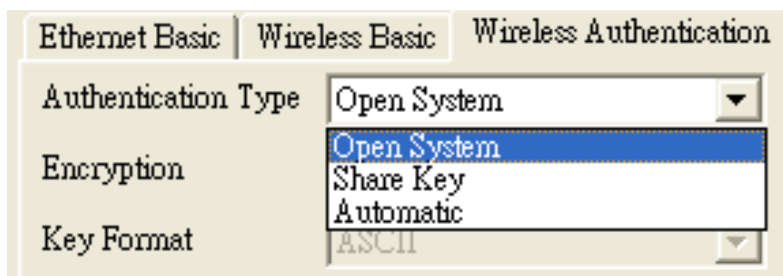 Ethernet Basic Wireless Basic Wireless Authentication
Authentication Type Open System
Open System
Encryption
Share Key
Automatic
Key Format ASCII